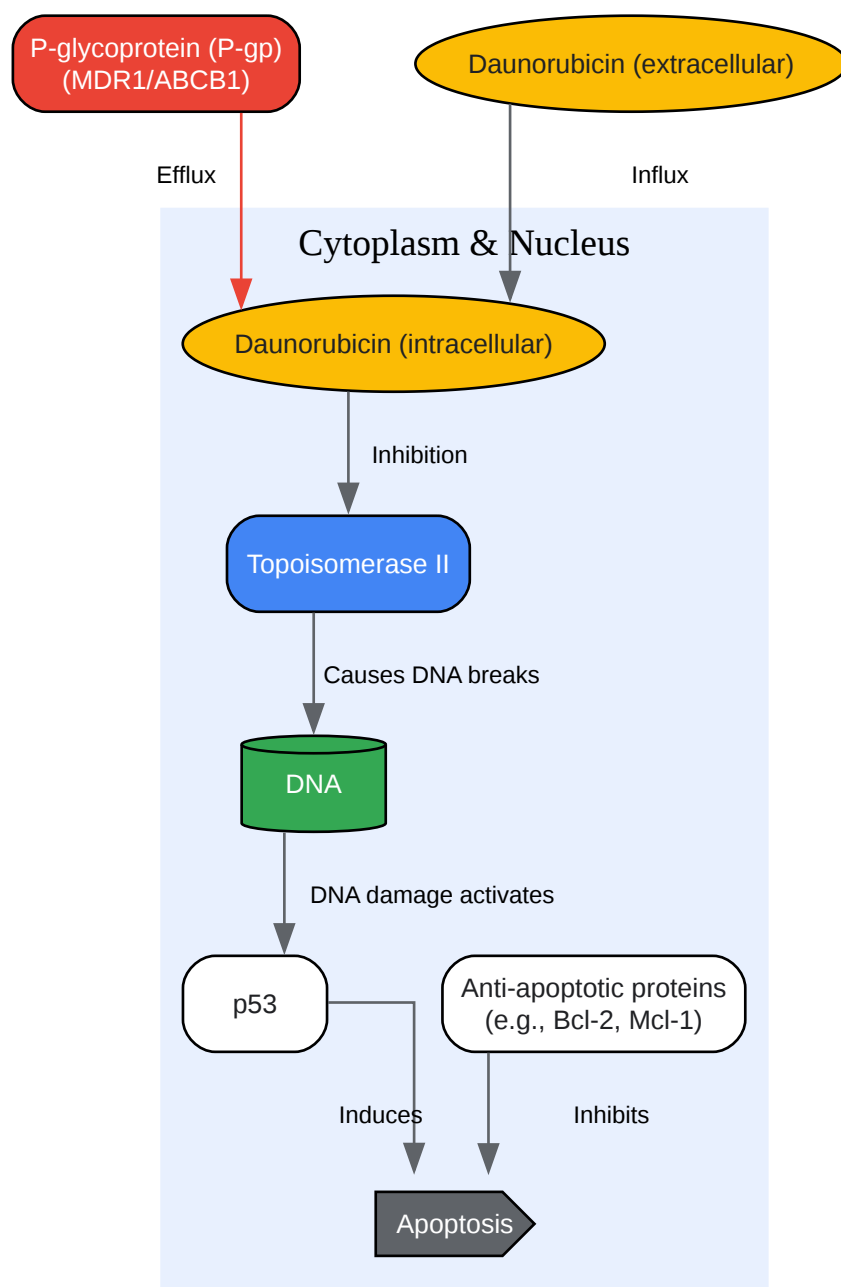 P-glycoprotein (P-gp)
(MDR1/ABCB1)
Daunorubicin (extracellular)
Efflux
Influx
Cytoplasm & Nucleus
Daunorubicin (intracellular)
Inhibition
Topoisomerase II
Causes DNA breaks
DNA
DNA damage activates
p53
Anti-apoptotic proteins
(e.g., Bcl-2, Mcl-1)
Induces
Inhibits
Apoptosis